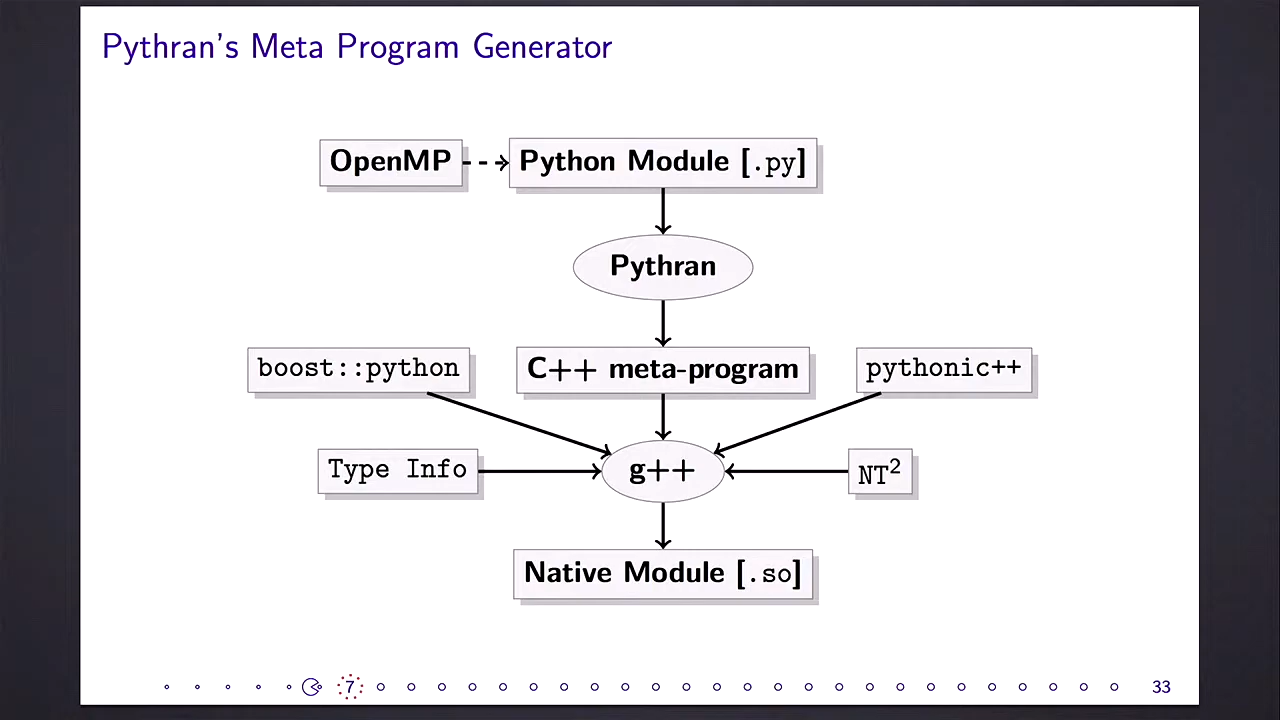 Pythran's Meta Program Generator
OpenMP
Python Module [.py]
Pythran
boost::python
C++ meta-program
pythonic++
Type Info
g++
NT²
Native Module [.so]
7
33